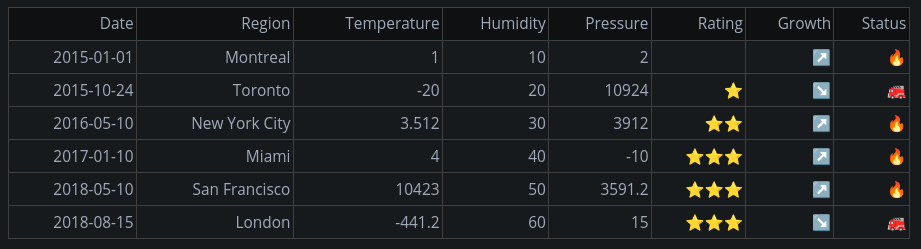 Date Region Temperature Humidity Pressure Rating Growth Status
2015-01-01 Montreal 1 10 2 ↗️ 🔥
2015-10-24 Toronto -20 20 10924 ⭐ ↘️ 🚒
2016-05-10 New York City 3.512 30 3912 ⭐⭐ ↗️ 🔥
2017-01-10 Miami 4 40 -10 ⭐⭐⭐ ↗️ 🔥
2018-05-10 San Francisco 10423 50 3591.2 ⭐⭐⭐ ↗️ 🔥
2018-08-15 London -441.2 60 15 ⭐⭐⭐ ↘️ 🚒